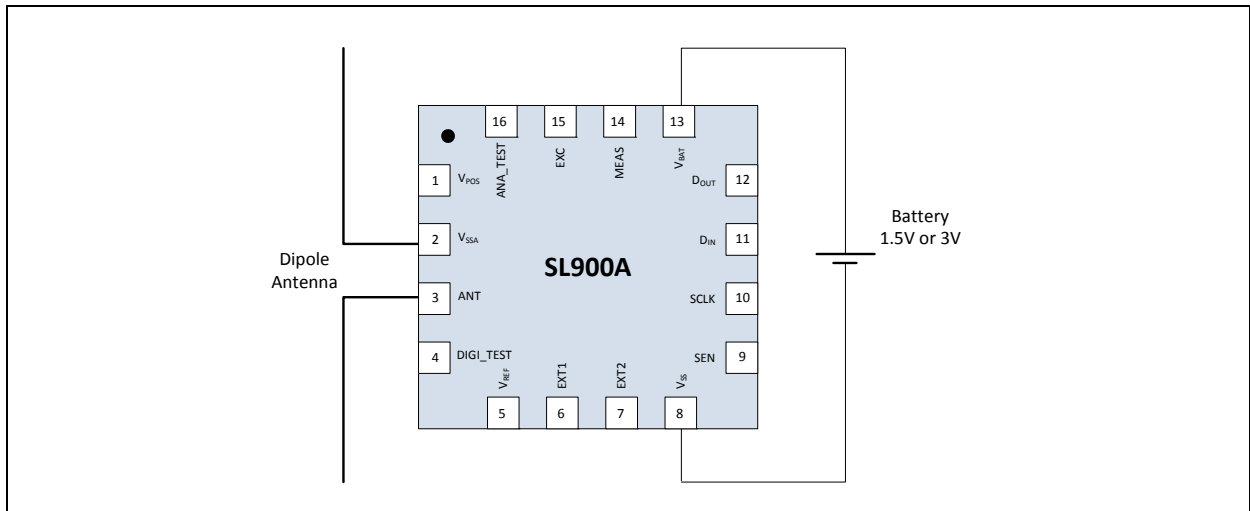 16
15
14
13
ANA_TEST
EXC
MEAS
VBAT
1
VPOS
DOUT
12
2
VSSA
DIN
11
Battery
1.5V or 3V
Dipole
Antenna
SL900A
3
ANT
SCLK
10
4
DIGI_TEST
SEN
9
VREF
EXT1
EXT2
VSS
5
6
7
8